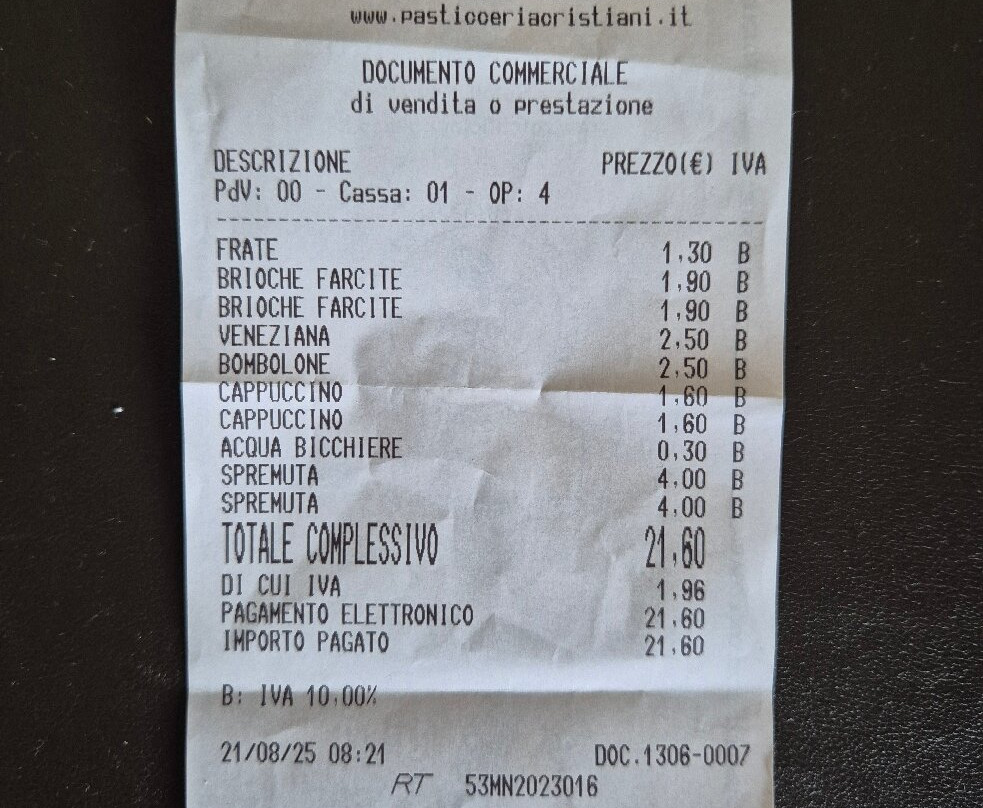 www.pasticceriacristiani.it
DOCUMENTO COMMERCIALE
di vendita o prestazione
DESCRIZIONE PREZZO(€) IVA
PdV: 00 - Cassa: 01 - OP: 4
FRATE 1,30 B
BRIOCHE FARCITE 1,90 B
BRIOCHE FARCITE 1,90 B
VENEZIANA 2,50 B
BOMBOLONE 2,50 B
CAPPUCCINO 1,60 B
CAPPUCCINO 1,60 B
ACQUA BICCHIERE 0,30 B
SPREMUTA 4,00 B
SPREMUTA 4,00 B
TOTALE COMPLESSIVO 21,60
DI CUI IVA 1,96
PAGAMENTO ELETTRONICO 21,60
IMPORTO PAGATO 21,60
B: IVA 10,00%
21/08/25 08:21 DOC.1306-0007
RT 53MN2023016